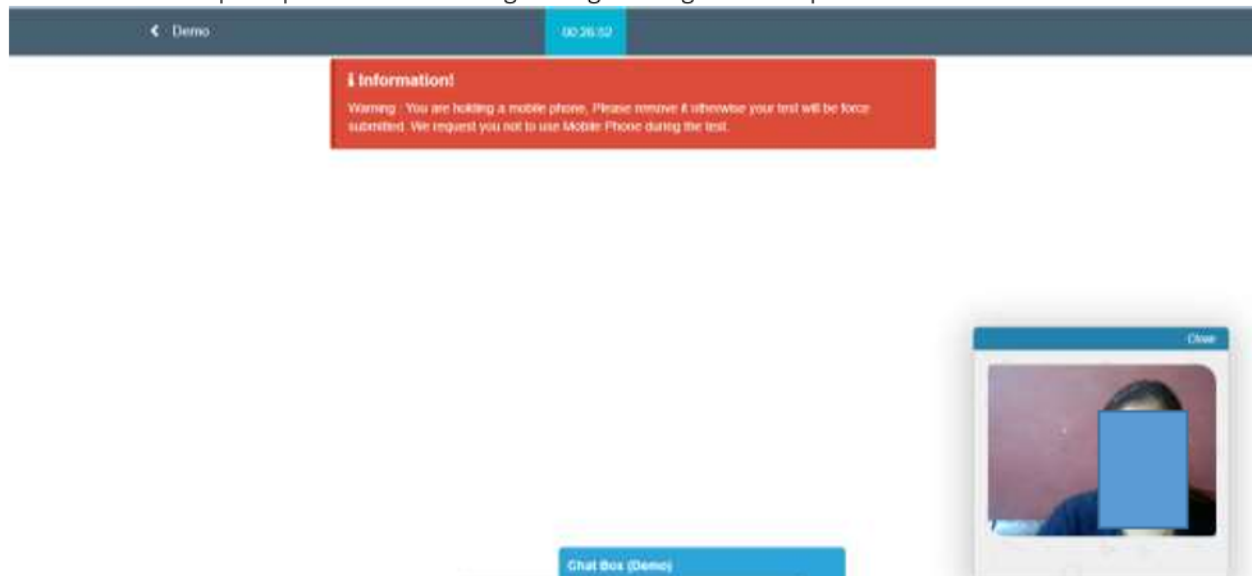 Demo
00:26:52
Information!
Warning : You are holding a mobile phone, Please remove it otherwise your test will be force
submitted. We request you not to use Mobile Phone during the test.
Close
Chat Box (Demo)